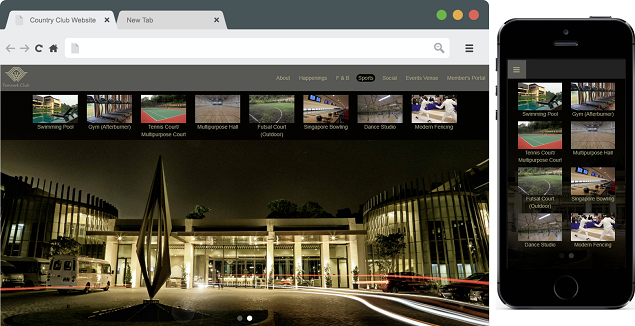 Country Club Website
New Tab
Temasek Club
About Happenings F & B Sports Social Events Venue Member's Portal
Swimming Pool
Gym (Afterburner)
Tennis Court/
Multipurpose Court
Multipurpose Hall
Futsal Court
(Outdoor)
Singapore Bowling
Dance Studio
Modern Fencing
Swimming Pool
Gym (Afterburner)
Tennis Court/
Multipurpose Court
Multipurpose Hall
Futsal Court
(Outdoor)
Singapore Bowling
Dance Studio
Modern Fencing